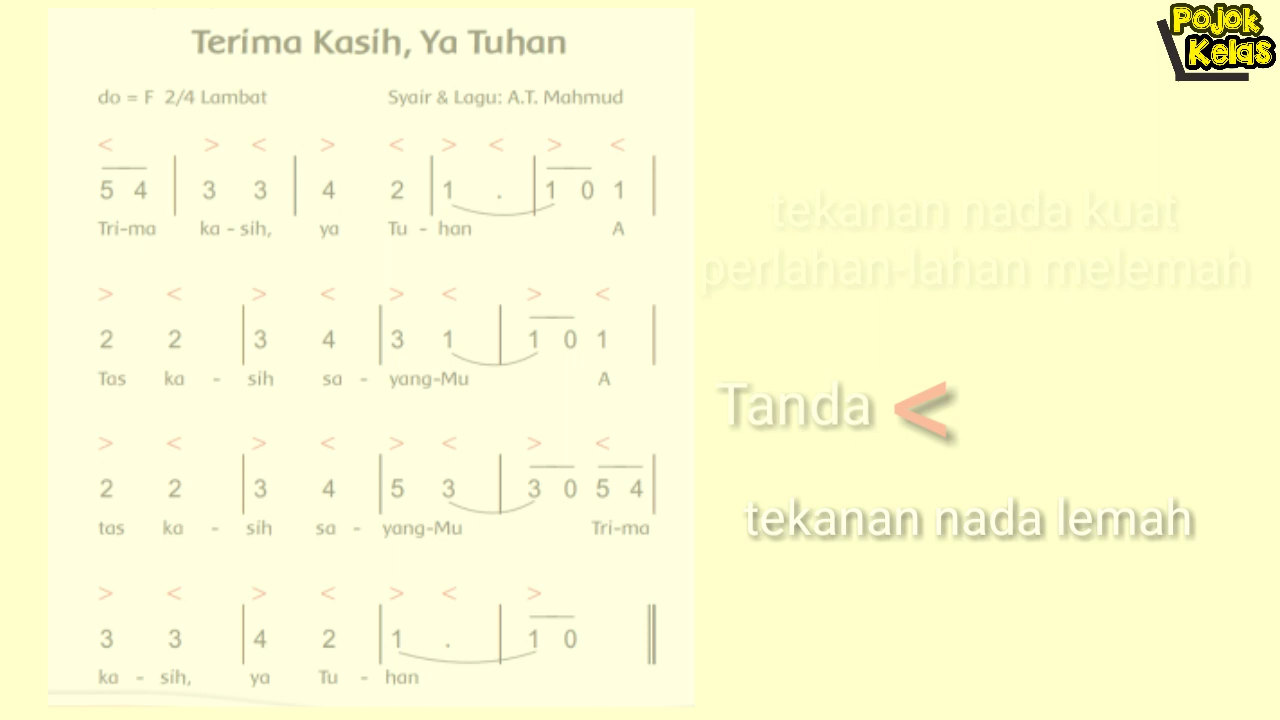 Terima Kasih, Ya Tuhan
do = F 2/4 Lambat Syair & Lagu: A.T. Mahmud
< > < > < > < > <
5 4 | 3 3 | 4 2 | 1 . | 1 0 1 |
Tri-ma ka - sih, ya Tu - han A
> < > < > < > <
2 2 | 3 4 | 3 1 | 1 0 1 |
Tas ka - sih sa - yang-Mu A
> < > < > < > <
2 2 | 3 4 | 5 3 | 3 0 5 4 |
tas ka - sih sa - yang-Mu Tri-ma
> < > < > < >
3 3 | 4 2 | 1 . | 1 0 ||
ka - sih, ya Tu - han
Pojok
Kelas
tekanan nada kuat
perlahan-lahan melemah
Tanda <
tekanan nada lemah